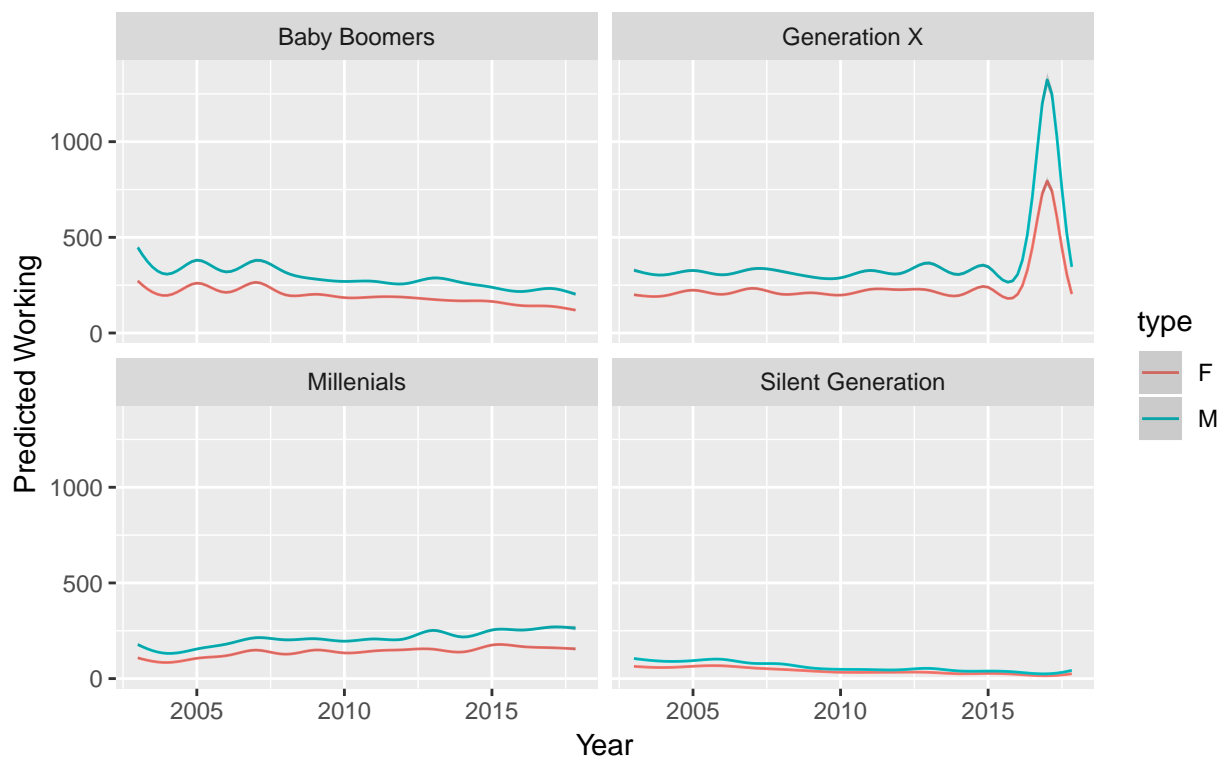 Baby Boomers
Generation X
1000
500
0
Millenials
Silent Generation
1000
500
0
2005
2010
2015
2005
2010
2015
Year
Predicted Working
type
F
M